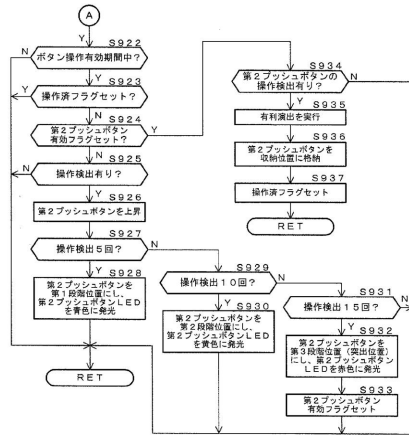 A
S922
Y
N
ボタン操作有効期間中?
S923
Y
N
Y
操作済フラグセット?
S924
N
第2プッシュボタン
有効フラグセット?
Y
S925
N
N
操作検出有り?
S926
Y
第2プッシュボタンを上昇
S927
操作検出5回?
N
S928
Y
第2プッシュボタンを
第1段階位置にし、
第2プッシュボタンLED
を青色に発光
RET
S934
第2プッシュボタンの
操作検出有り?
N
S935
Y
有利演出を実行
S936
第2プッシュボタンを
収納位置に格納
S937
操作済フラグセット
RET
S929
操作検出10回?
N
S930
Y
第2プッシュボタンを
第2段階位置にし、
第2プッシュボタンLED
を黄色に発光
S931
操作検出15回?
N
S932
Y
第2プッシュボタンを
第3段階位置(突出位置)
にし、第2プッシュボタン
LEDを赤色に発光
S933
第2プッシュボタン
有効フラグセット